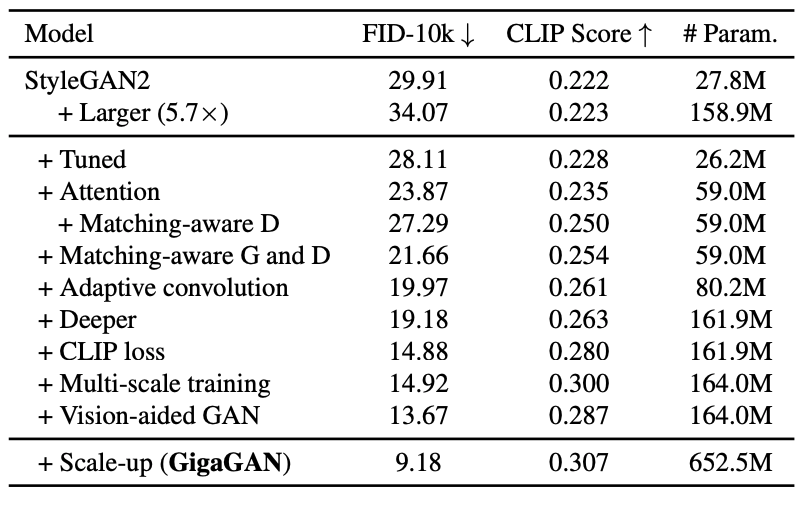 Model FID-10k ↓ CLIP Score ↑ # Param.
StyleGAN2 29.91 0.222 27.8M
+ Larger (5.7×) 34.07 0.223 158.9M
+ Tuned 28.11 0.228 26.2M
+ Attention 23.87 0.235 59.0M
+ Matching-aware D 27.29 0.250 59.0M
+ Matching-aware G and D 21.66 0.254 59.0M
+ Adaptive convolution 19.97 0.261 80.2M
+ Deeper 19.18 0.263 161.9M
+ CLIP loss 14.88 0.280 161.9M
+ Multi-scale training 14.92 0.300 164.0M
+ Vision-aided GAN 13.67 0.287 164.0M
+ Scale-up (GigaGAN) 9.18 0.307 652.5M